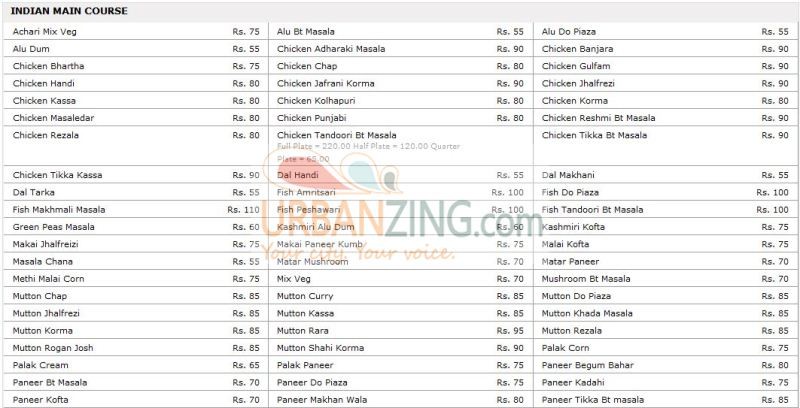 INDIAN MAIN COURSE
Achari Mix Veg Rs. 75 Alu Bt Masala Rs. 55 Alu Do Piaza Rs. 55
Alu Dum Rs. 55 Chicken Adharaki Masala Rs. 90 Chicken Banjara Rs. 90
Chicken Bhartha Rs. 75 Chicken Chap Rs. 80 Chicken Gulfam Rs. 90
Chicken Handi Rs. 80 Chicken Jafrani Korma Rs. 80 Chicken Jhalfrezi Rs. 90
Chicken Kassa Rs. 80 Chicken Kolhapuri Rs. 80 Chicken Korma Rs. 80
Chicken Masaledar Rs. 80 Chicken Punjabi Rs. 80 Chicken Reshmi Bt Masala Rs. 90
Chicken Rezala Rs. 80 Chicken Tandoori Bt Masala Chicken Tikka Bt Masala Rs. 90
Full Plate = 220.00 Half Plate = 120.00 Quarter
Plate = 65.00
Chicken Tikka Kassa Rs. 90 Dal Handi Rs. 55 Dal Makhani Rs. 55
Dal Tarka Rs. 55 Fish Amritsari Rs. 100 Fish Do Piaza Rs. 100
Fish Makhmali Masala Rs. 110 Fish Peshawari Rs. 100 Fish Tandoori Bt Masala Rs. 100
URBANZING.com
Green Peas Masala Rs. 60 Kashmiri Alu Dum Rs. 60 Kashmiri Kofta Rs. 75
Makai Jhalfreizi Rs. 75 Makai Paneer Kumb Rs. 75 Malai Kofta Rs. 75
Your city. Your voice.
Masala Chana Rs. 55 Matar Mushroom Rs. 70 Matar Paneer Rs. 70
Methi Malai Corn Rs. 75 Mix Veg Rs. 70 Mushroom Bt Masala Rs. 70
Mutton Chap Rs. 85 Mutton Curry Rs. 85 Mutton Do Piaza Rs. 85
Mutton Jhalfrezi Rs. 85 Mutton Kassa Rs. 85 Mutton Khada Masala Rs. 85
Mutton Korma Rs. 85 Mutton Rara Rs. 95 Mutton Rezala Rs. 85
Mutton Rogan Josh Rs. 85 Mutton Shahi Korma Rs. 90 Palak Corn Rs. 75
Palak Cream Rs. 65 Palak Paneer Rs. 75 Paneer Begum Bahar Rs. 80
Paneer Bt Masala Rs. 70 Paneer Do Piaza Rs. 75 Paneer Kadahi Rs. 75
Paneer Kofta Rs. 70 Paneer Makhan Wala Rs. 80 Paneer Tikka Bt masala Rs. 85